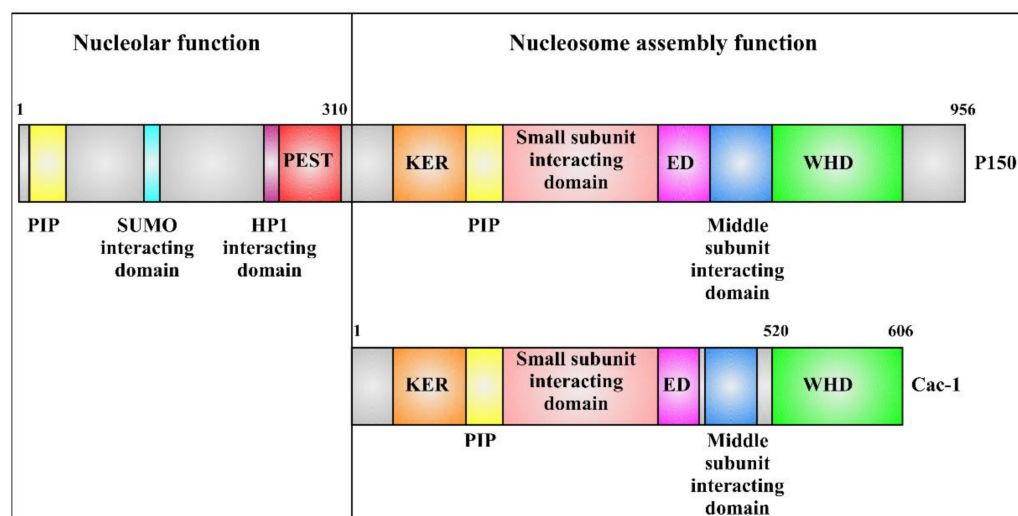 Nucleolar function
Nucleosome assembly function
1
310
956
PEST
KER
Small subunit
interacting
domain
ED
WHD
P150
PIP
SUMO
interacting
domain
HP1
interacting
domain
PIP
Middle
subunit
interacting
domain
1
520
606
KER
Small subunit
interacting
domain
ED
WHD
Cac-1
PIP
Middle
subunit
interacting
domain